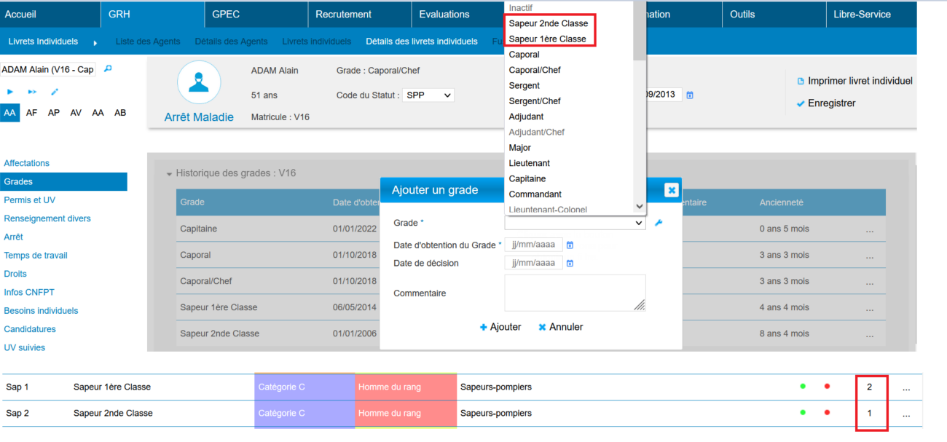 Accueil GRH GPEC Recrutement Evaluations mation Outils Libre-Service
Livrets Individuels Liste des Agents Détails des Agents Livrets individuels Détails des livrets individuels
ADAM Alain (V16 - Cap
AA AF AP AV AA AB
Arrêt Maladie
ADAM Alain Grade : Caporal/Chef
51 ans Code du Statut : SPP
Matricule : V16
09/2013
Imprimer livret individuel
Enregistrer
Inactif
Sapeur 2nde Classe
Sapeur 1ère Classe
Caporal
Caporal/Chef
Sergent
Sergent/Chef
Adjudant
Adjudant/Chef
Major
Lieutenant
Capitaine
Commandant
Lieuntenant-Colonel
Affectations
Grades
Permis et UV
Renseignement divers
Arrêt
Temps de travail
Droits
Infos CNFPT
Besoins individuels
Candidatures
UV suivies
Historique des grades : V16
Grade Date d'obte ntaire Ancienneté
Capitaine 01/01/2022 0 ans 5 mois ...
Caporal 01/10/2018 3 ans 3 mois ...
Caporal/Chef 01/10/2018 3 ans 3 mois ...
Sapeur 1ère Classe 06/05/2014 4 ans 4 mois ...
Sapeur 2nde Classe 01/01/2006 8 ans 4 mois ...
Ajouter un grade
Grade *
Date d'obtention du Grade * jj/mm/aaaa
Date de décision jj/mm/aaaa
Commentaire
Ajouter Annuler
Sap 1 Sapeur 1ère Classe Catégorie C Homme du rang Sapeurs-pompiers 2 ...
Sap 2 Sapeur 2nde Classe Catégorie C Homme du rang Sapeurs-pompiers 1 ...